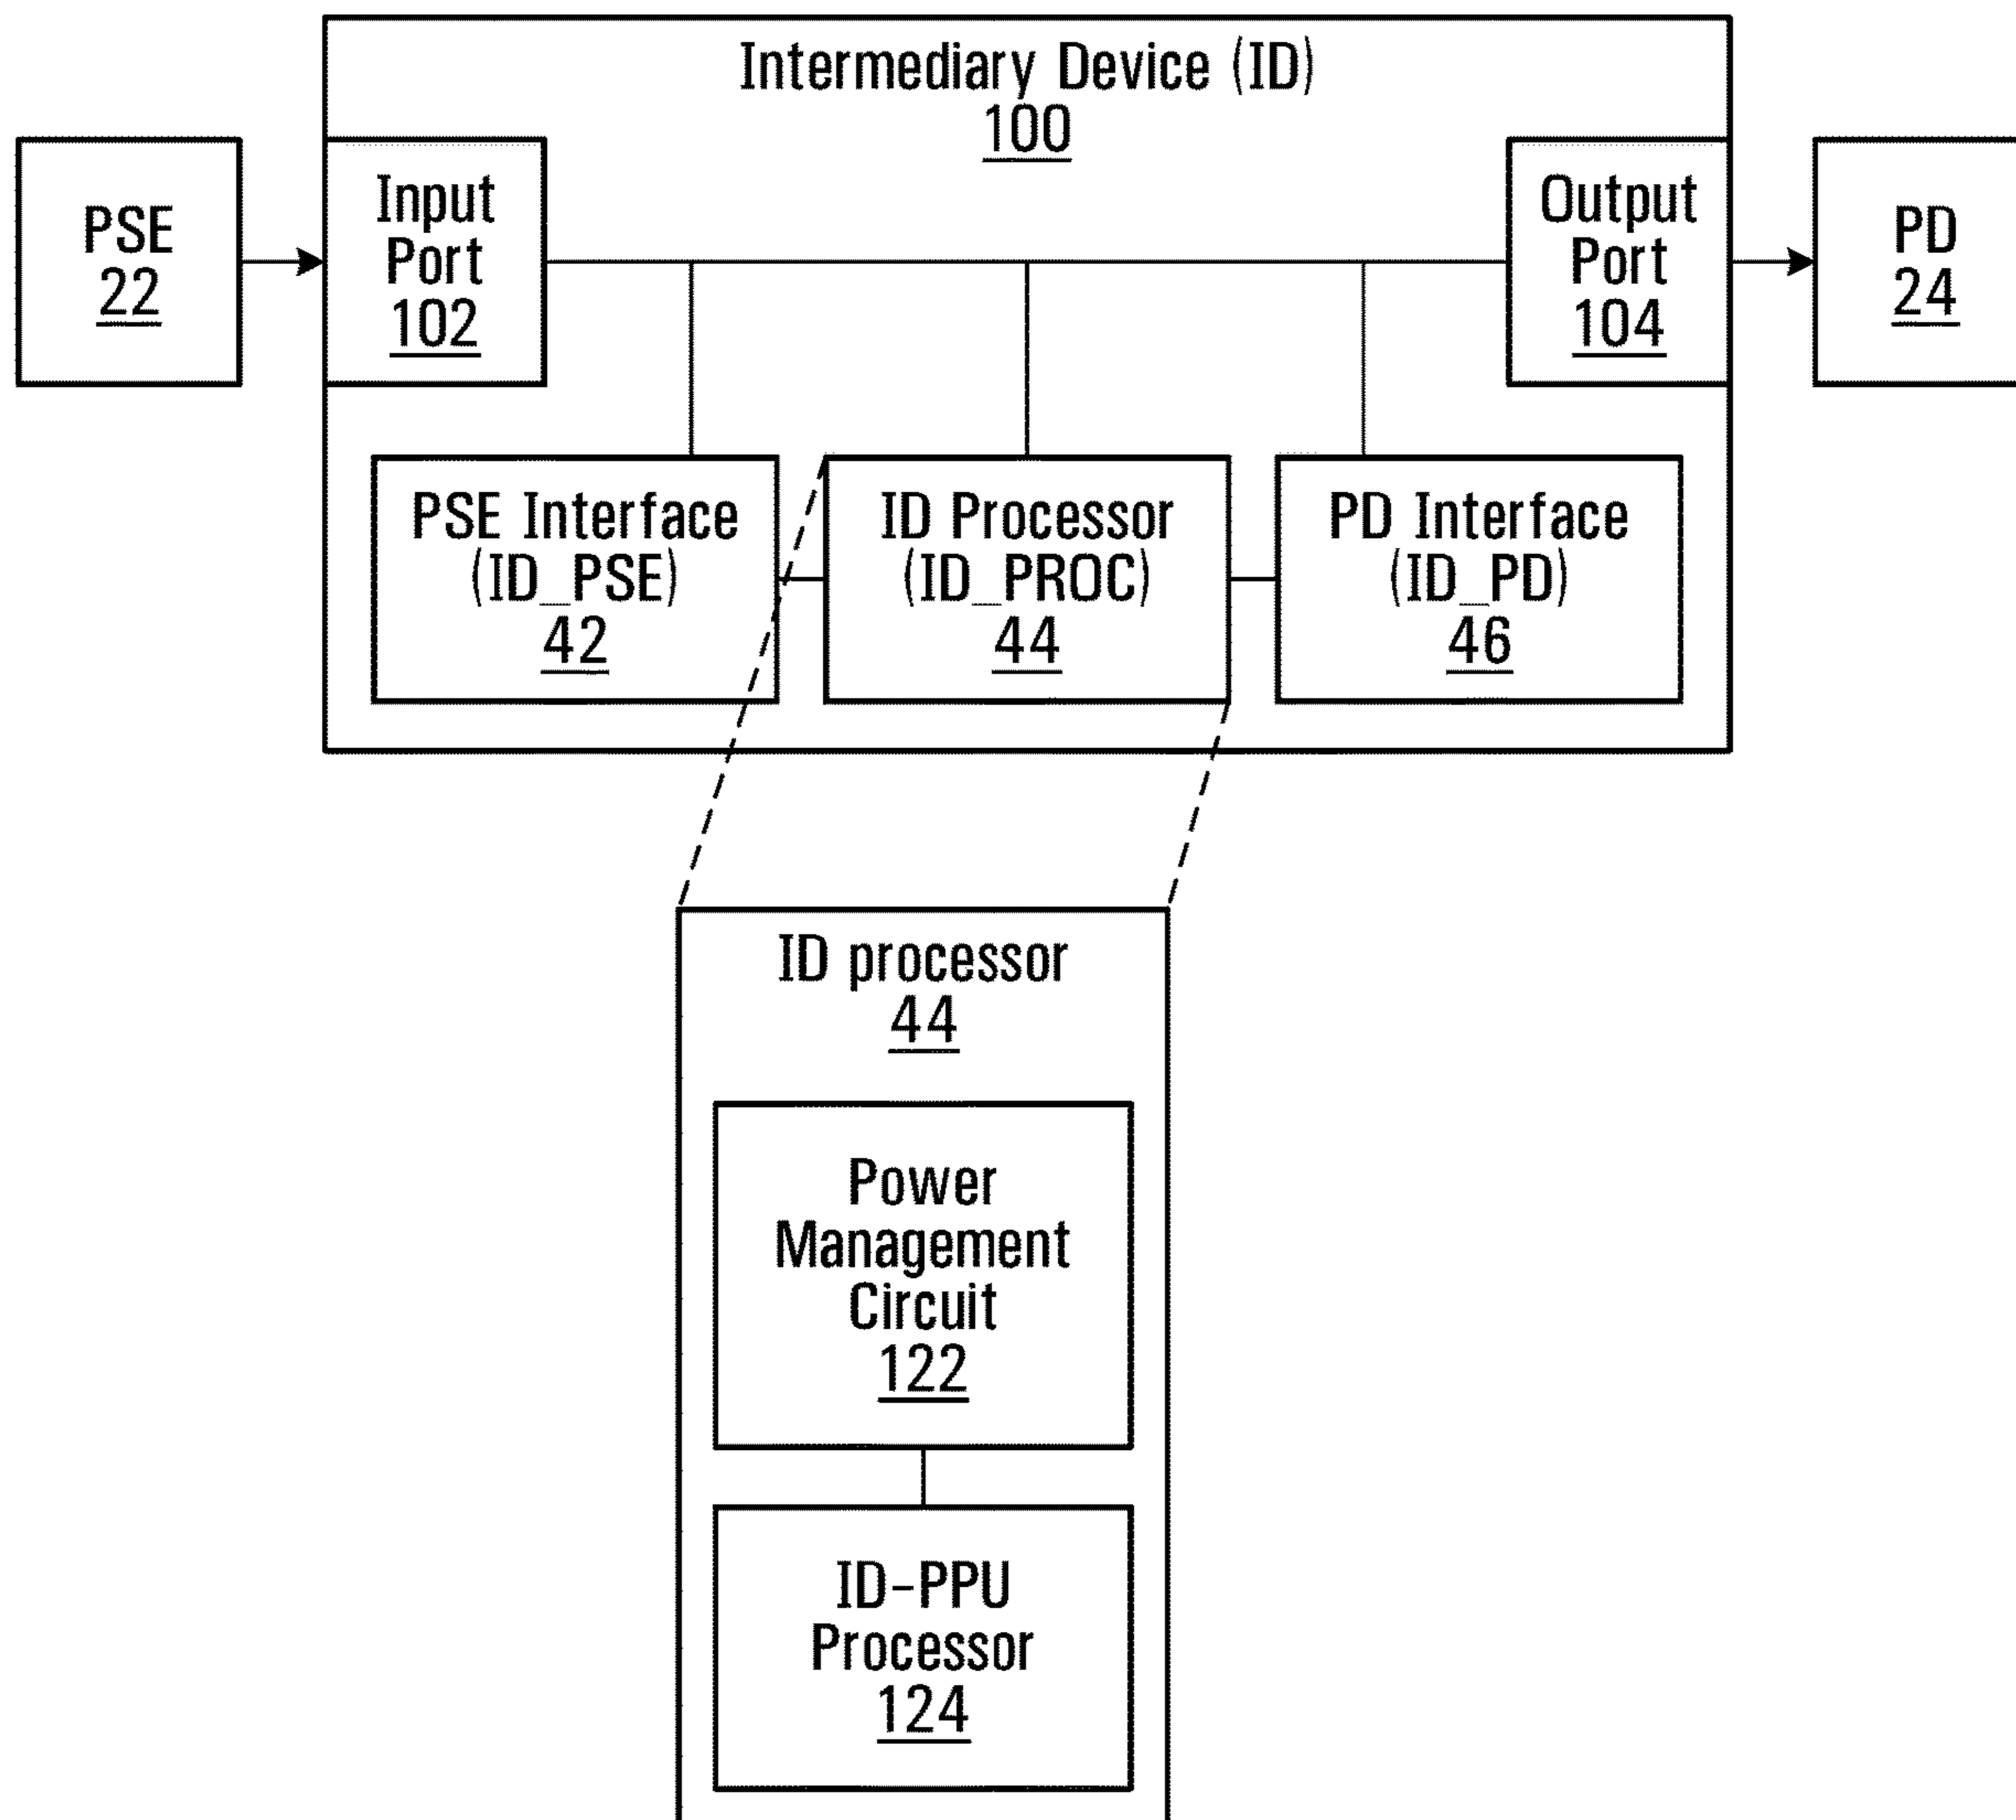 Intermediary Device (ID)
100
PSE
22
Input
Port
102
Output
Port
104
PD
24
PSE Interface
(ID_PSE)
42
ID Processor
(ID_PROC)
44
PD Interface
(ID_PD)
46
ID processor
44
Power
Management
Circuit
122
ID-PPU
Processor
124